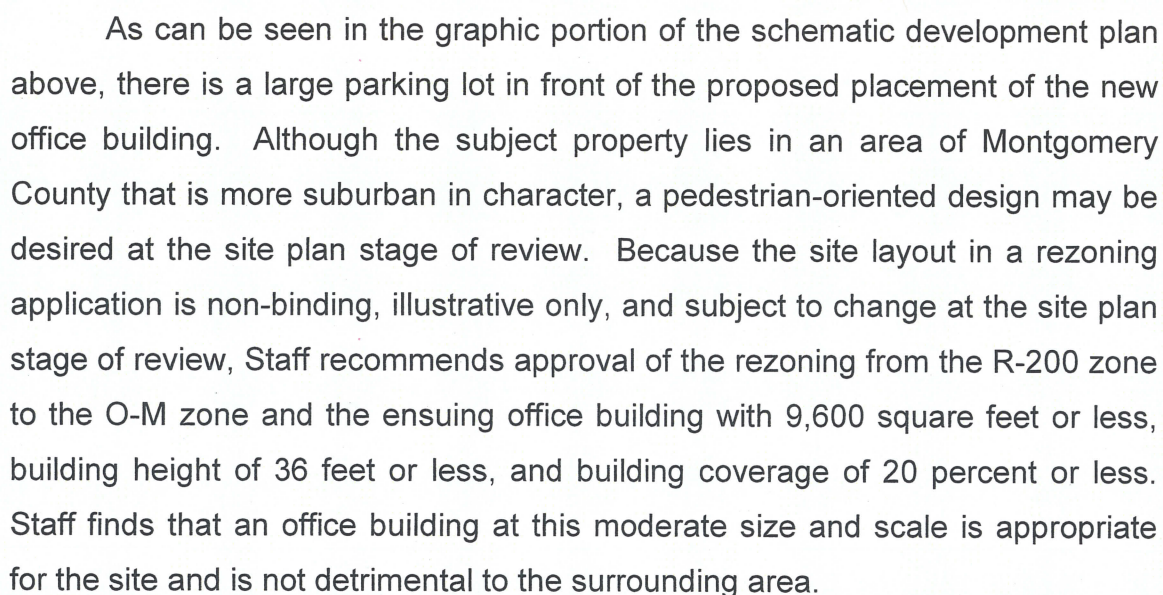 As can be seen in the graphic portion of the schematic development plan
above, there is a large parking lot in front of the proposed placement of the new
office building. Although the subject property lies in an area of Montgomery
County that is more suburban in character, a pedestrian-oriented design may be
desired at the site plan stage of review. Because the site layout in a rezoning
application is non-binding, illustrative only, and subject to change at the site plan
stage of review, Staff recommends approval of the rezoning from the R-200 zone
to the O-M zone and the ensuing office building with 9,600 square feet or less,
building height of 36 feet or less, and building coverage of 20 percent or less.
Staff finds that an office building at this moderate size and scale is appropriate
for the site and is not detrimental to the surrounding area.